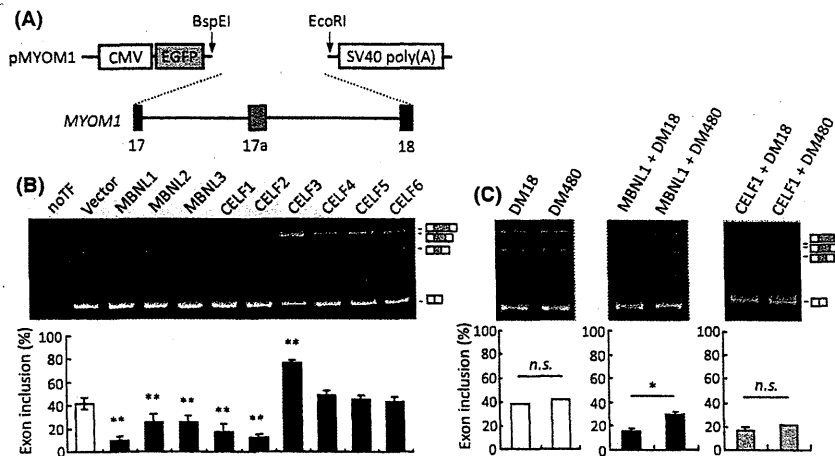 (A)
BspEI EcoRI
pMYOM1 CMV EGFP SV40 poly(A)
MYOM1
17 17a 18
(B)
noTF Vector MBNL1 MBNL2 MBNL3 CELF1 CELF2 CELF3 CELF4 CELF5 CELF6
Exon inclusion (%)
100
80
60
40
20
0
** ** ** ** ** **
(C)
DM18 DM480 MBNL1 + DM18 MBNL1 + DM480 CELF1 + DM18 CELF1 + DM480
Exon inclusion (%)
100 100 100
80 80 80
60 60 60
40 40 40
20 20 20
0 0 0
n.s. * n.s.